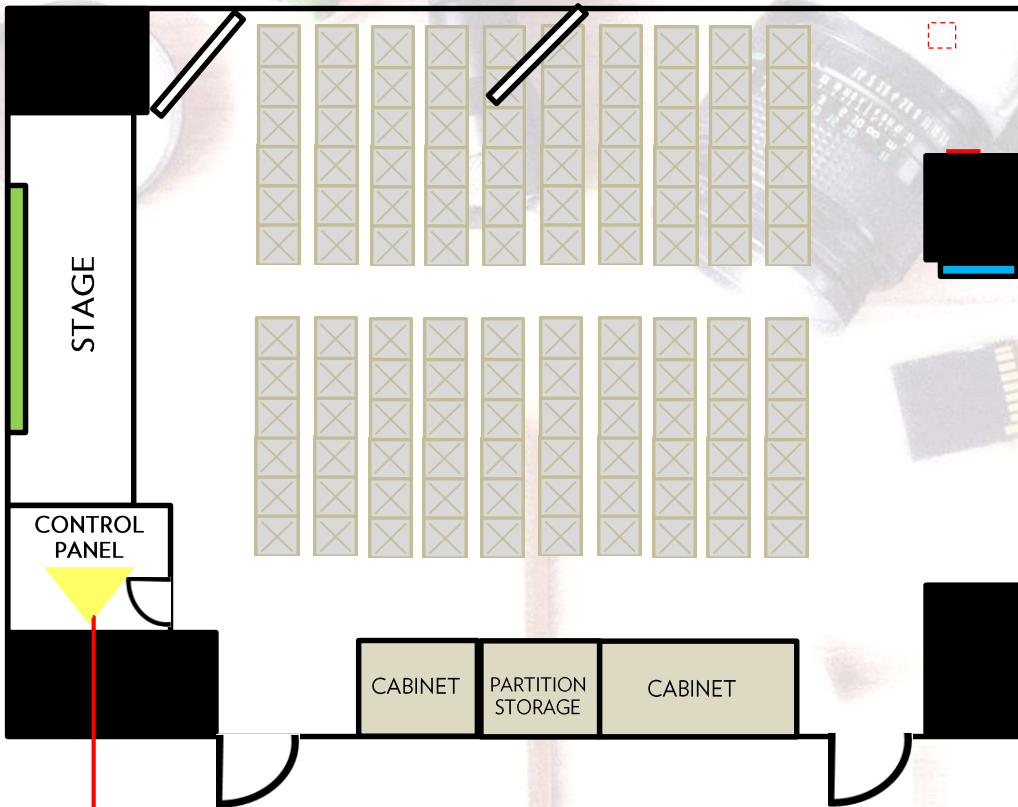 STAGE
CONTROL
PANEL
CABINET
PARTITION
STORAGE
CABINET